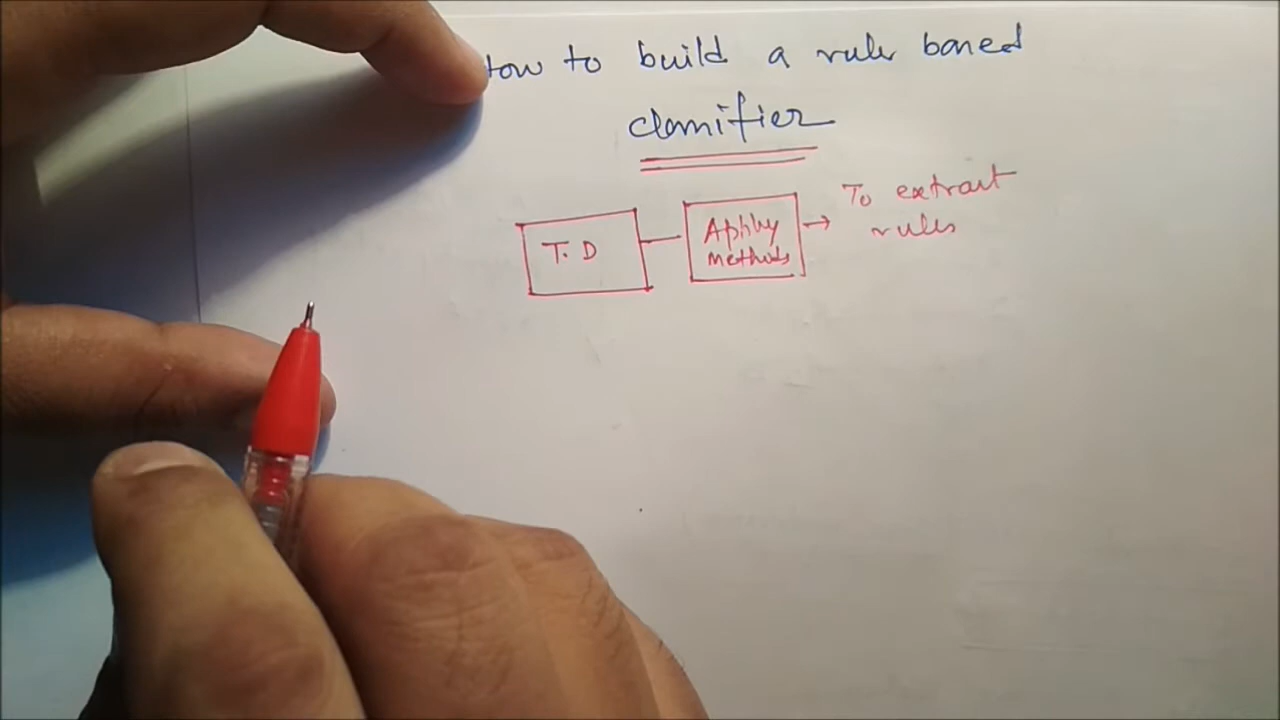 How to build a rule based
classifier
T.D
Apply
methods
→ To extract
rules